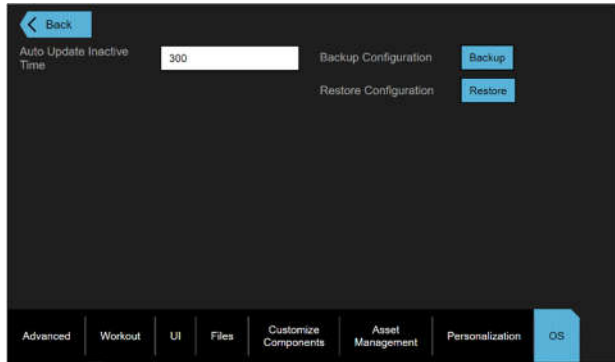 Back
Auto Update Inactive
Time
300
Backup Configuration
Backup
Restore Configuration
Restore
Advanced
Workout
UI
Files
Customize
Components
Asset
Management
Personalization
OS